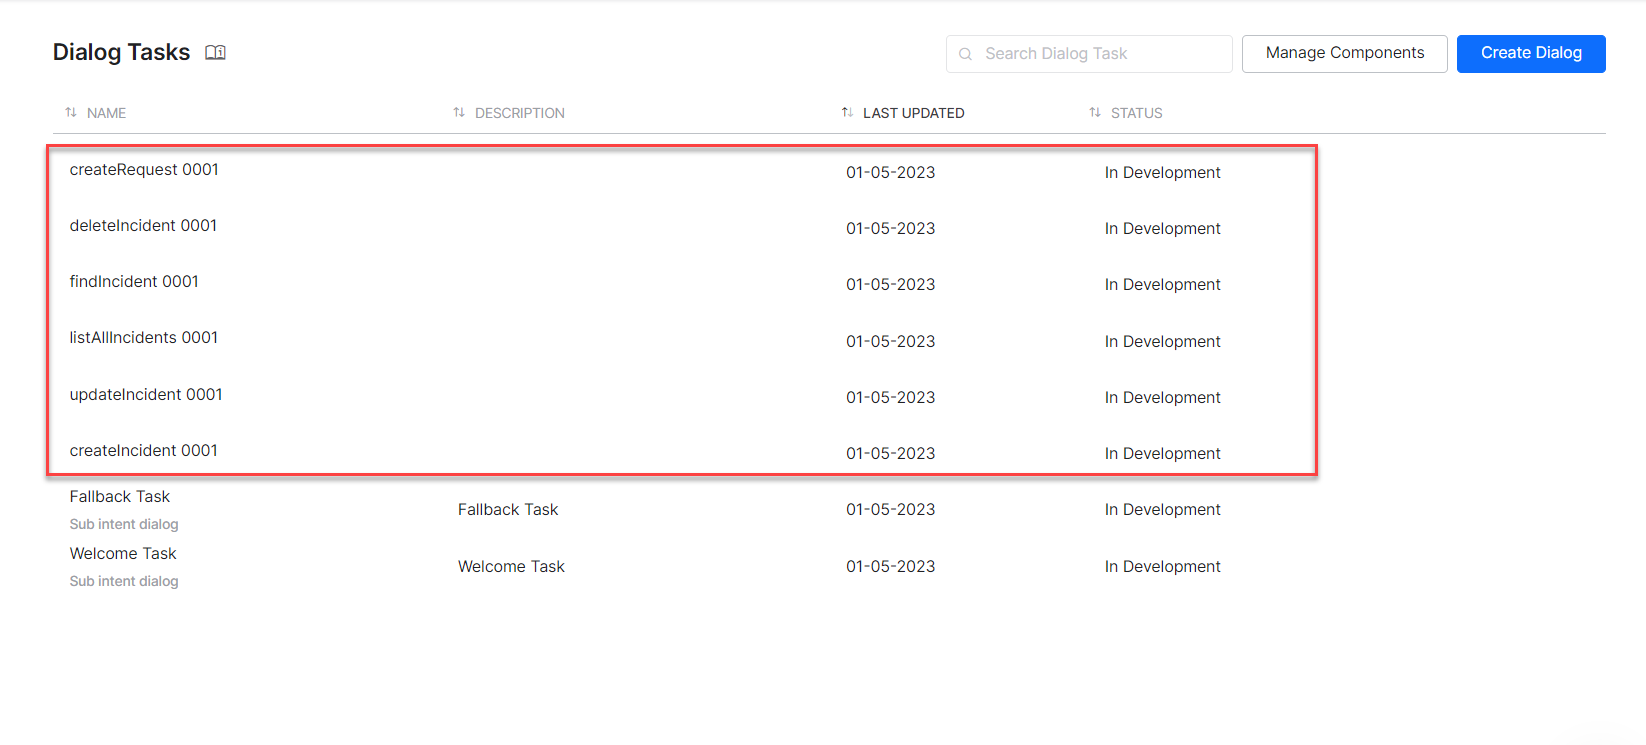 Dialog Tasks
Search Dialog Task
Manage Components
Create Dialog
NAME DESCRIPTION LAST UPDATED STATUS
createRequest 0001 01-05-2023 In Development
deleteIncident 0001 01-05-2023 In Development
findIncident 0001 01-05-2023 In Development
listAllIncidents 0001 01-05-2023 In Development
updateIncident 0001 01-05-2023 In Development
createIncident 0001 01-05-2023 In Development
Fallback Task Fallback Task 01-05-2023 In Development
Sub intent dialog
Welcome Task Welcome Task 01-05-2023 In Development
Sub intent dialog